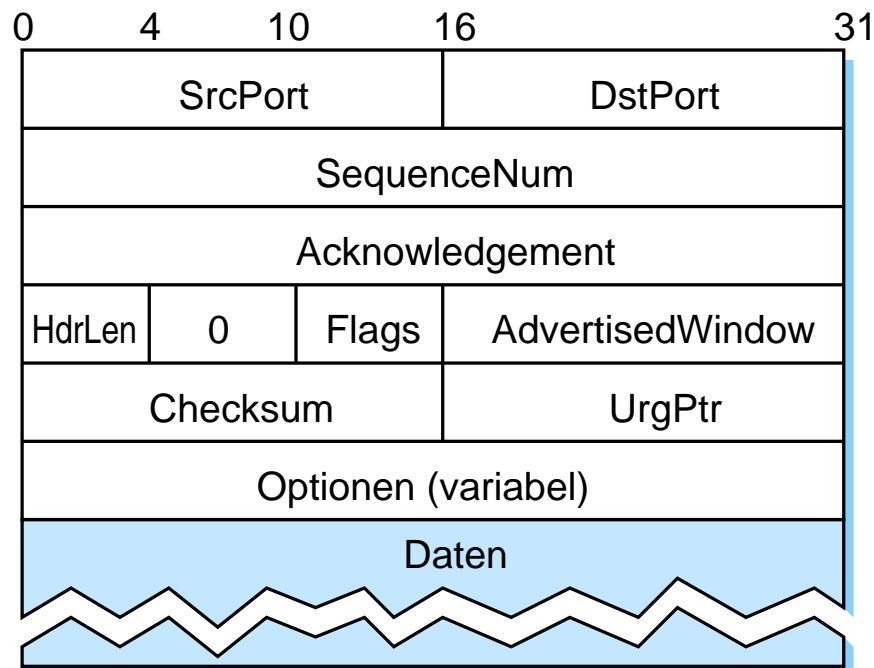 0 4 10 16 31
SrcPort DstPort
SequenceNum
Acknowledgement
HdrLen 0 Flags AdvertisedWindow
Checksum UrgPtr
Optionen (variabel)
Daten